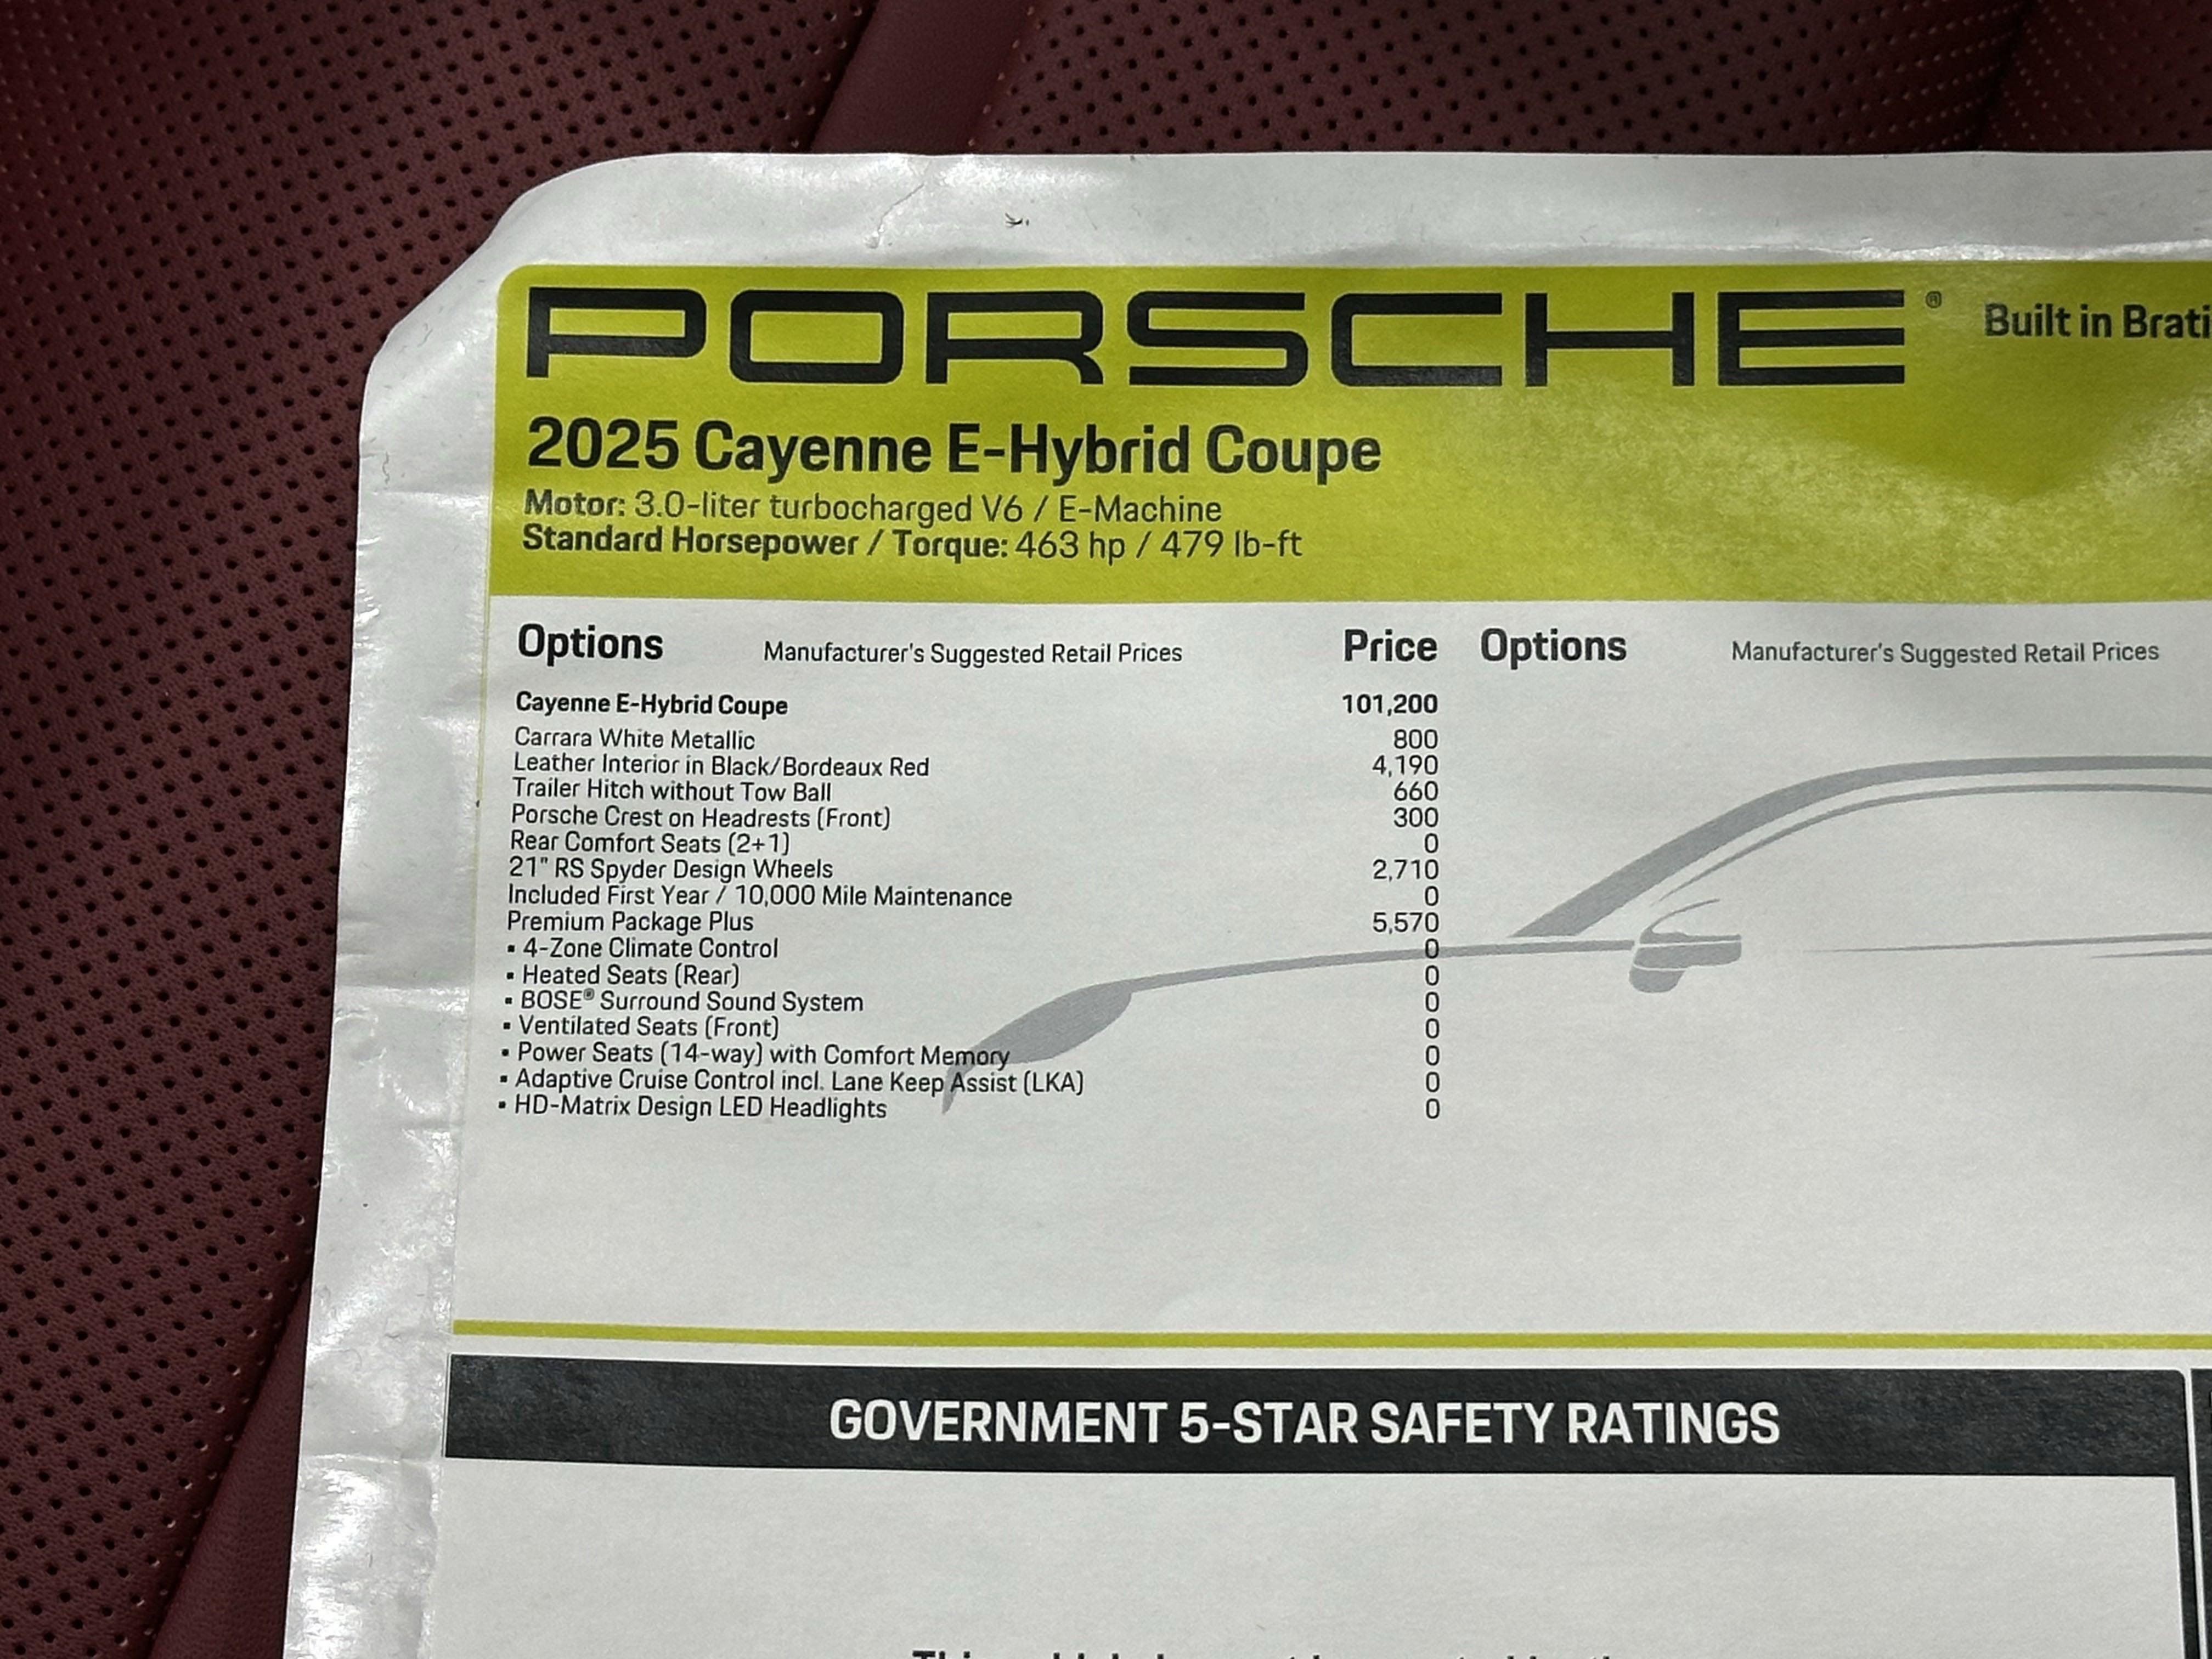 PORSCHE® Built in Brati
2025 Cayenne E-Hybrid Coupe
Motor: 3.0-liter turbocharged V6 / E-Machine
Standard Horsepower / Torque: 463 hp / 479 lb-ft
Options Manufacturer's Suggested Retail Prices Price Options Manufacturer's Suggested Retail Prices
Cayenne E-Hybrid Coupe 101,200
Carrara White Metallic 800
Leather Interior in Black/Bordeaux Red 4,190
Trailer Hitch without Tow Ball 660
Porsche Crest on Headrests (Front) 300
Rear Comfort Seats (2+1) 0
21" RS Spyder Design Wheels 2,710
Included First Year / 10,000 Mile Maintenance 0
Premium Package Plus 5,570
▪ 4-Zone Climate Control 0
▪ Heated Seats (Rear) 0
▪ BOSE® Surround Sound System 0
▪ Ventilated Seats (Front) 0
▪ Power Seats (14-way) with Comfort Memory 0
▪ Adaptive Cruise Control incl. Lane Keep Assist (LKA) 0
▪ HD-Matrix Design LED Headlights 0
GOVERNMENT 5-STAR SAFETY RATINGS